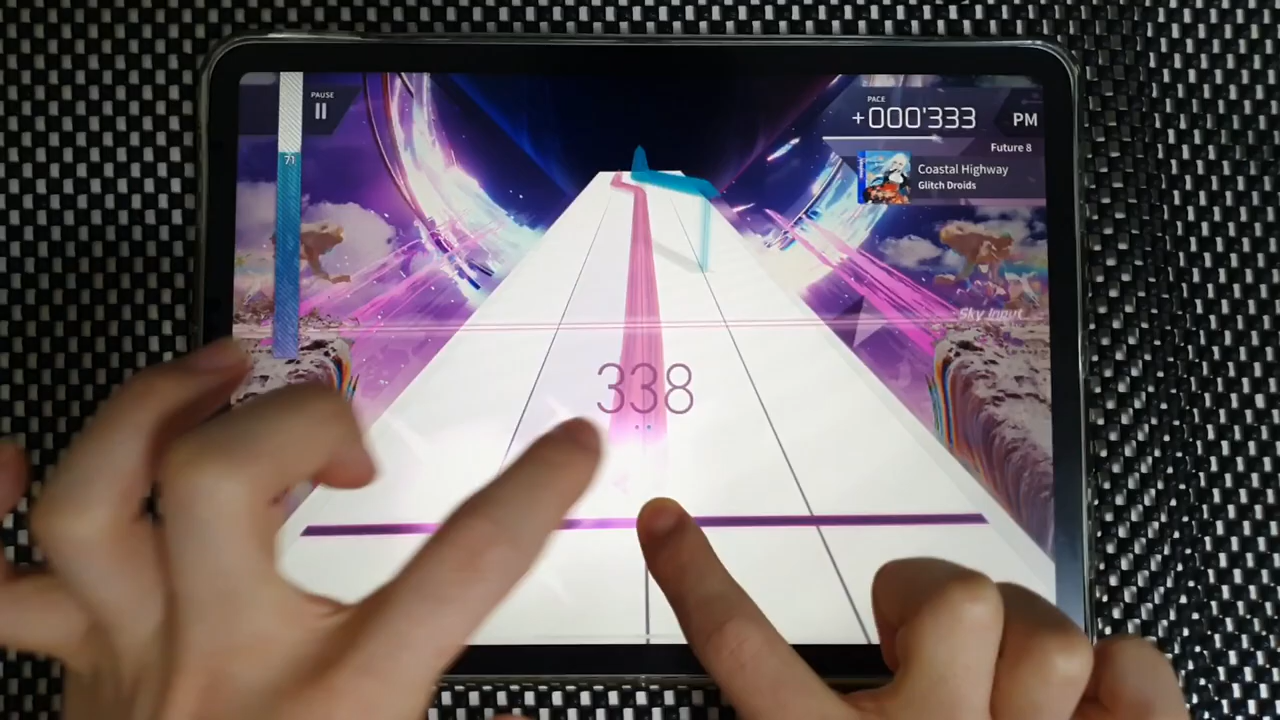 PAUSE
71
PACE
+000'333
PM
Future 8
Coastal Highway
Glitch Droids
Sky Input
338